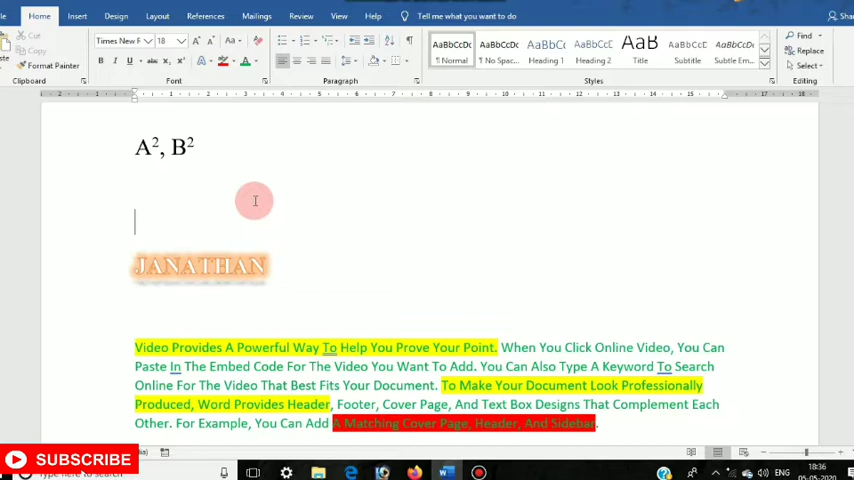 Home Insert Design Layout References Mailings Review View Help Tell me what you want to do
Cut
Copy
Format Painter
Clipboard
Times New R 18
Font
Paragraph
AaBbCcDc AaBbCcDc AaBbCc AaBbCcC AaB AaBbCcC AaBbCcDc
¶ Normal ¶ No Spac... Heading 1 Heading 2 Title Subtitle Subtle Em...
Styles
Find
Replace
Select
Editing
A², B²
JANATHAN
Video Provides A Powerful Way To Help You Prove Your Point. When You Click Online Video, You Can
Paste In The Embed Code For The Video You Want To Add. You Can Also Type A Keyword To Search
Online For The Video That Best Fits Your Document. To Make Your Document Look Professionally
Produced, Word Provides Header, Footer, Cover Page, And Text Box Designs That Complement Each
Other. For Example, You Can Add A Matching Cover Page, Header, And Sidebar.
SUBSCRIBE
ENG
18:36
05-05-2020